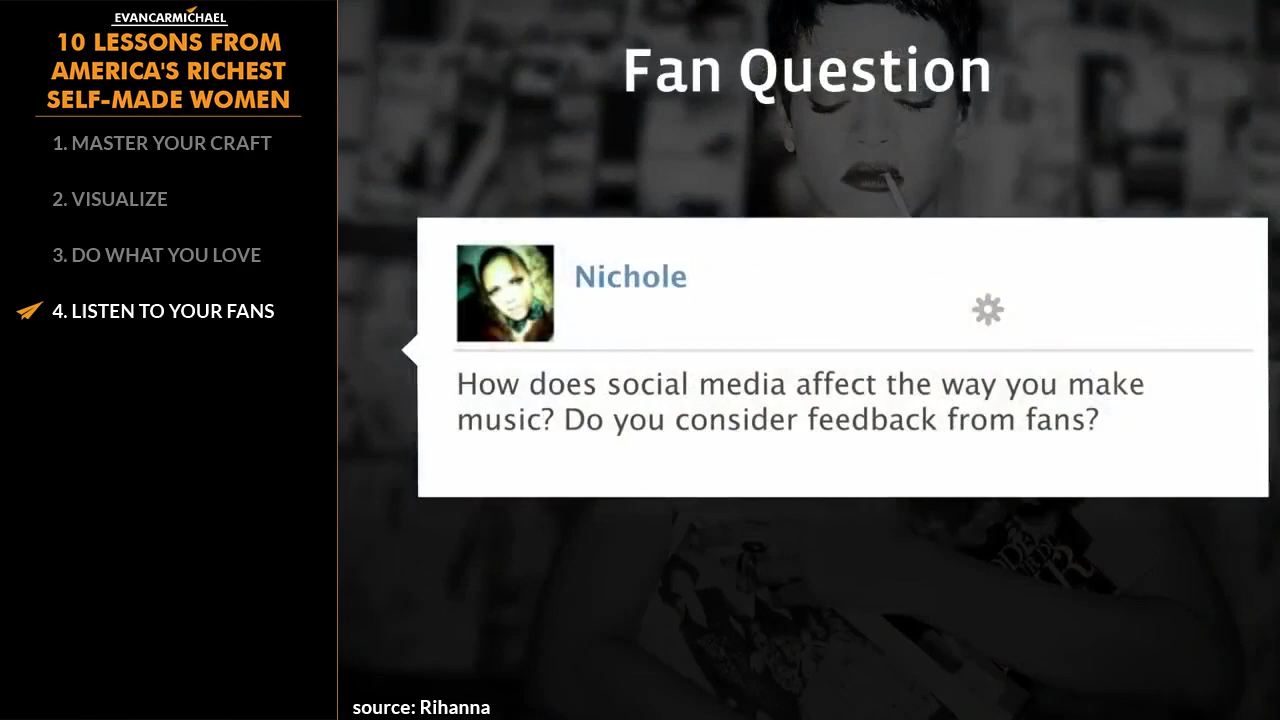 EVANCARMICHAEL
10 LESSONS FROM
AMERICA'S RICHEST
SELF-MADE WOMEN
1. MASTER YOUR CRAFT
2. VISUALIZE
3. DO WHAT YOU LOVE
4. LISTEN TO YOUR FANS
Fan Question
Nichole
How does social media affect the way you make
music? Do you consider feedback from fans?
source: Rihanna